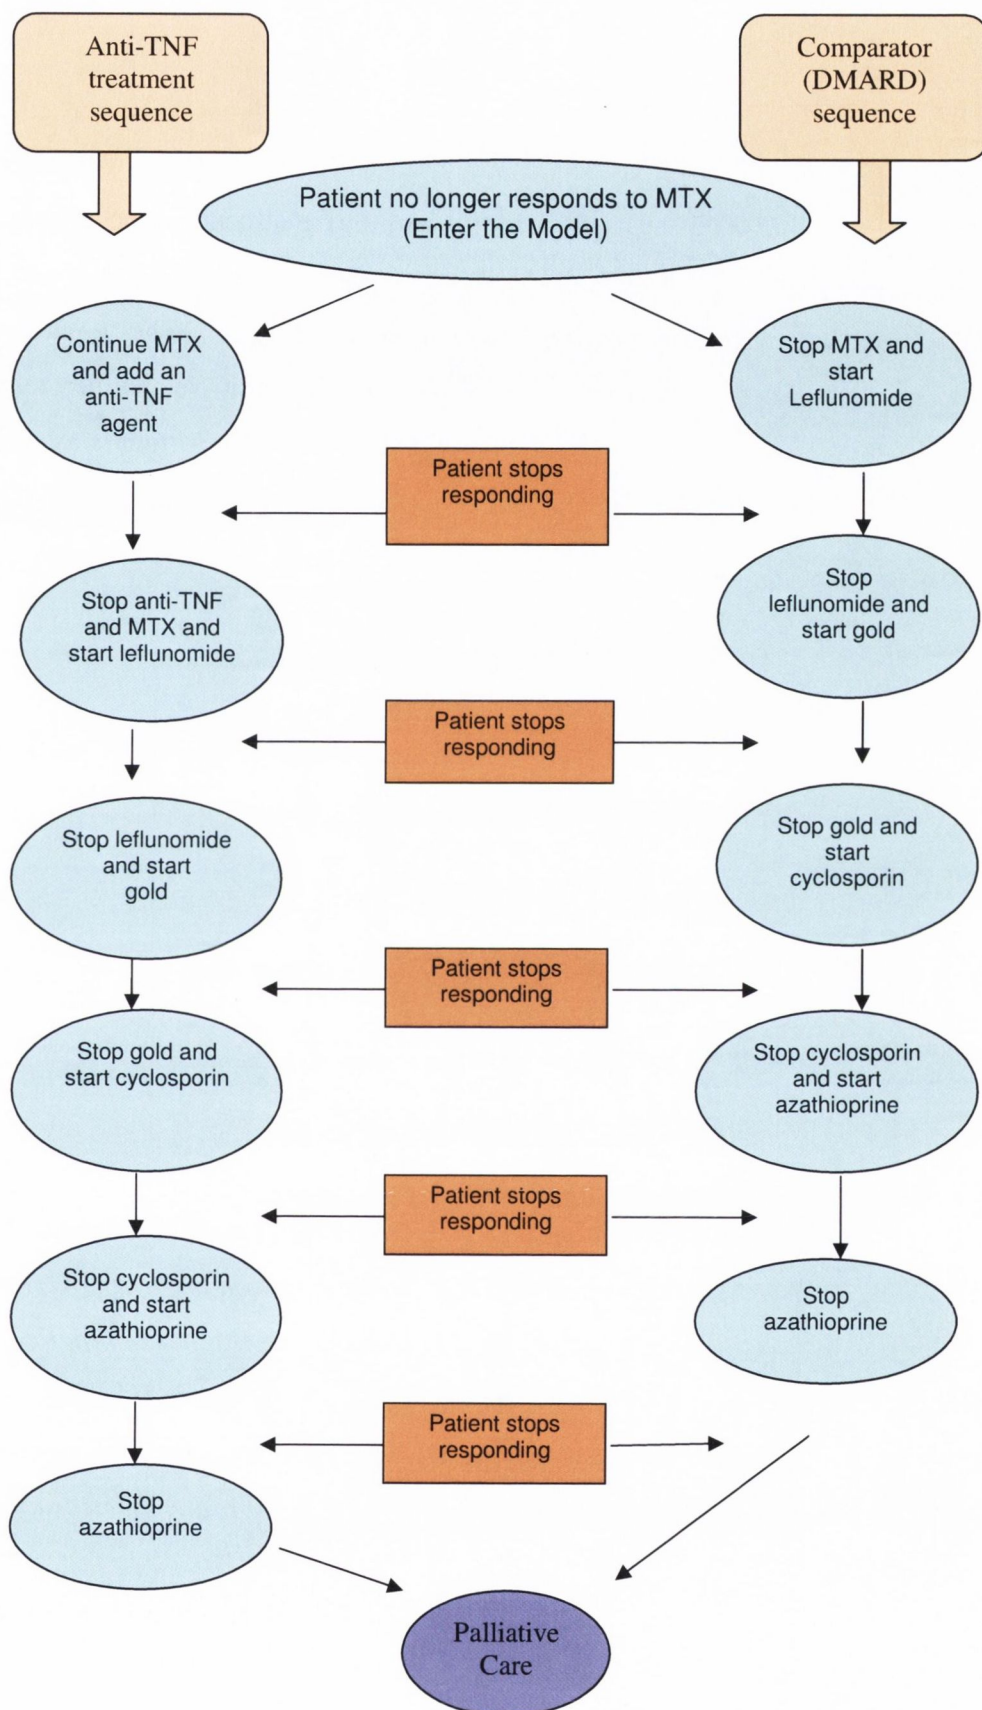 Anti-TNF
treatment
sequence
Comparator
(DMARD)
sequence
Patient no longer responds to MTX
(Enter the Model)
Continue MTX
and add an
anti-TNF
agent
Stop MTX and
start
Leflunomide
Patient stops
responding
Stop anti-TNF
and MTX and
start leflunomide
Stop
leflunomide and
start gold
Patient stops
responding
Stop leflunomide
and start
gold
Stop gold and
start
cyclosporin
Patient stops
responding
Stop gold and
start cyclosporin
Stop cyclosporin
and start
azathioprine
Patient stops
responding
Stop cyclosporin
and start
azathioprine
Stop
azathioprine
Patient stops
responding
Stop
azathioprine
Palliative
Care